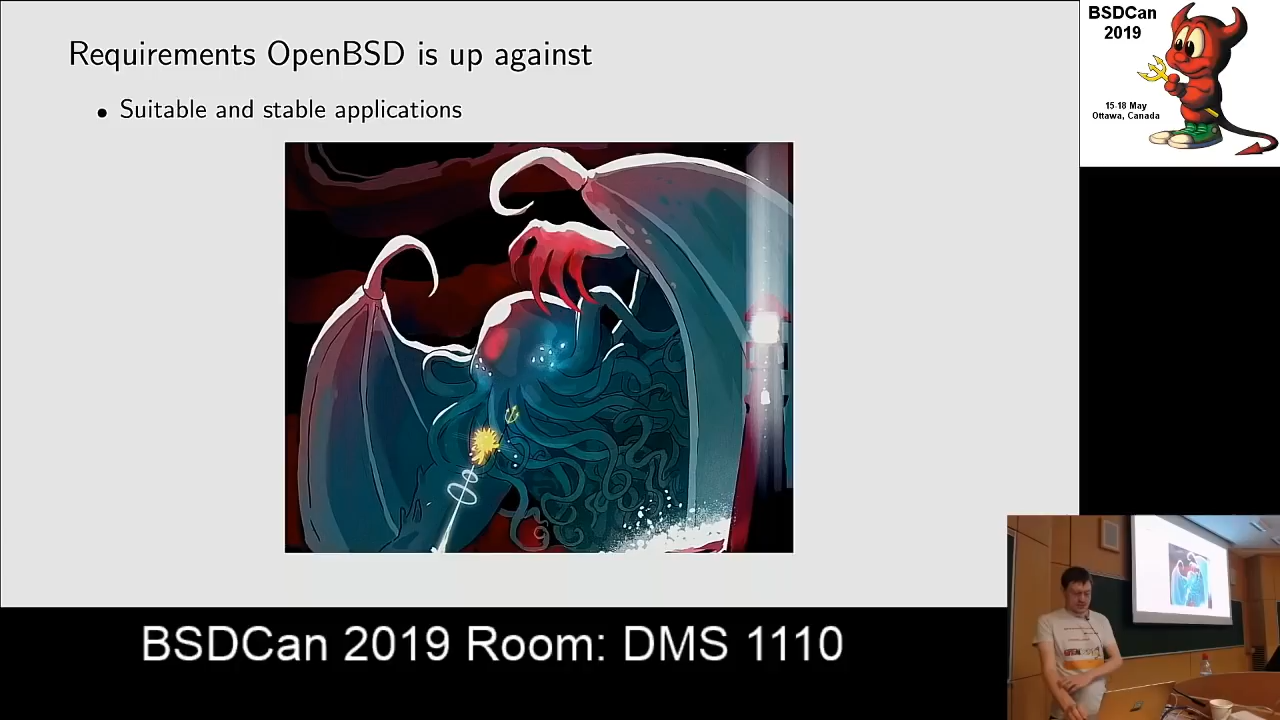 Requirements OpenBSD is up against
• Suitable and stable applications
BSDCan
2019
15-18 May
Ottawa, Canada
BSDCan 2019 Room: DMS 1110